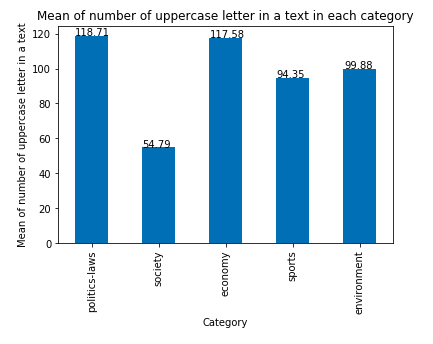 Mean of number of uppercase letter in a text in each category
Mean of number of uppercase letter in a text
120
100
80
60
40
20
0
118.71
54.79
117.58
94.35
99.88
politics-laws
society
economy
sports
environment
Category